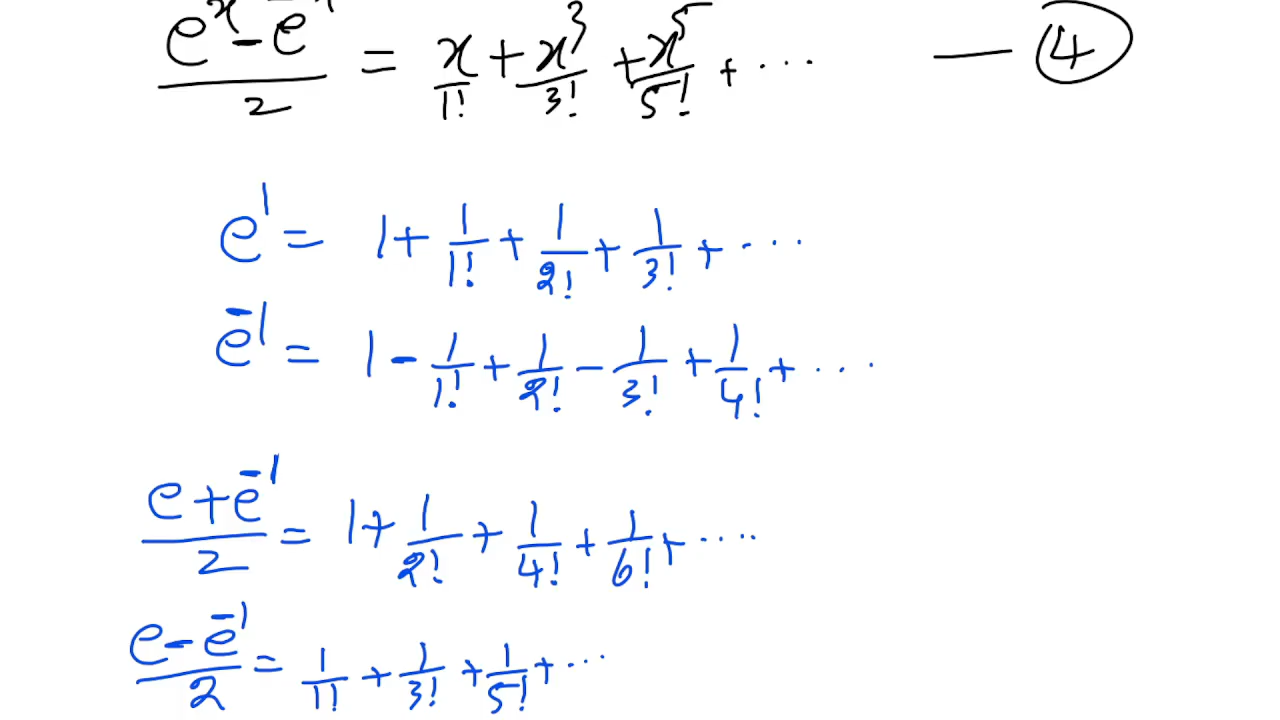 (e^x - e^-x)/2 = x/1! + x^3/3! + x^5/5! + ... — ④
e^1 = 1 + 1/1! + 1/2! + 1/3! + ...
e^-1 = 1 - 1/1! + 1/2! - 1/3! + 1/4! + ...
(e + e^-1)/2 = 1 + 1/2! + 1/4! + 1/6! + ....
(e - e^-1)/2 = 1/1! + 1/3! + 1/5! + ...